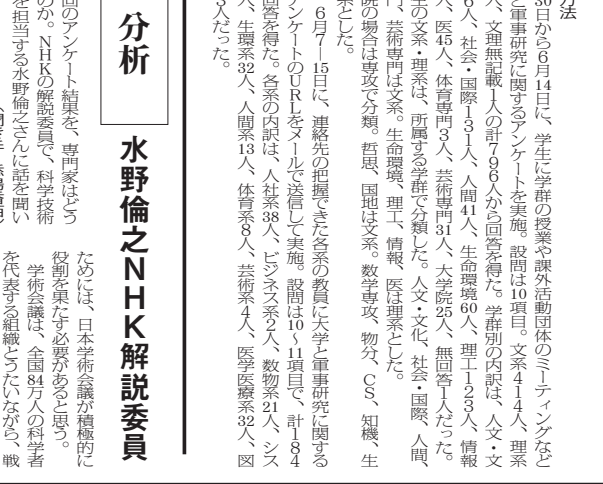 方法
30日から6月14日に、学生に学群の授業や課外活動団体のミーティングなど
と軍事研究に関するアンケートを実施。設問は10項目。文系414人、理系
人、文理無記載1人の計796人から回答を得た。学群別の内訳は、人文・文
6人、社会・国際131人、人間41人、生命環境60人、理工123人、情報
人、医45人、体育専門3人、芸術専門31人、大学院25人、無回答1人だった。
生の文系・理系は、所属する学群で分類した。人文・文化、社会・国際、人間、
門、芸術専門は文系。生命環境、理工、情報、医は理系とした。
院の場合は専攻で分類。哲思、国地は文系。数学専攻、物分、CS、知機、生
系とした。
6月7―15日に、連絡先の把握できた各系の教員に大学と軍事研究に関する
アンケートのURLをメールで送信して実施。設問は10～11項目で、計184
回答を得た。各系の内訳は、人社系38人、ビジネス系2人、数物系21人、シス
人、生環系32人、人間系13人、体育系8人、芸術系4人、医学医療系32人、図
3人だった。
分析
水野倫之NHK解説委員
回のアンケート結果を、専門家はどう
のか。NHKの解説委員で、科学技術
を担当する水野倫之さんに話を聞い
ためには、日本学術会議が積極的に
役割を果たす必要があると思う。
学術会議は、全国84万人の科学者
を代表する組織とうたいながら、戦